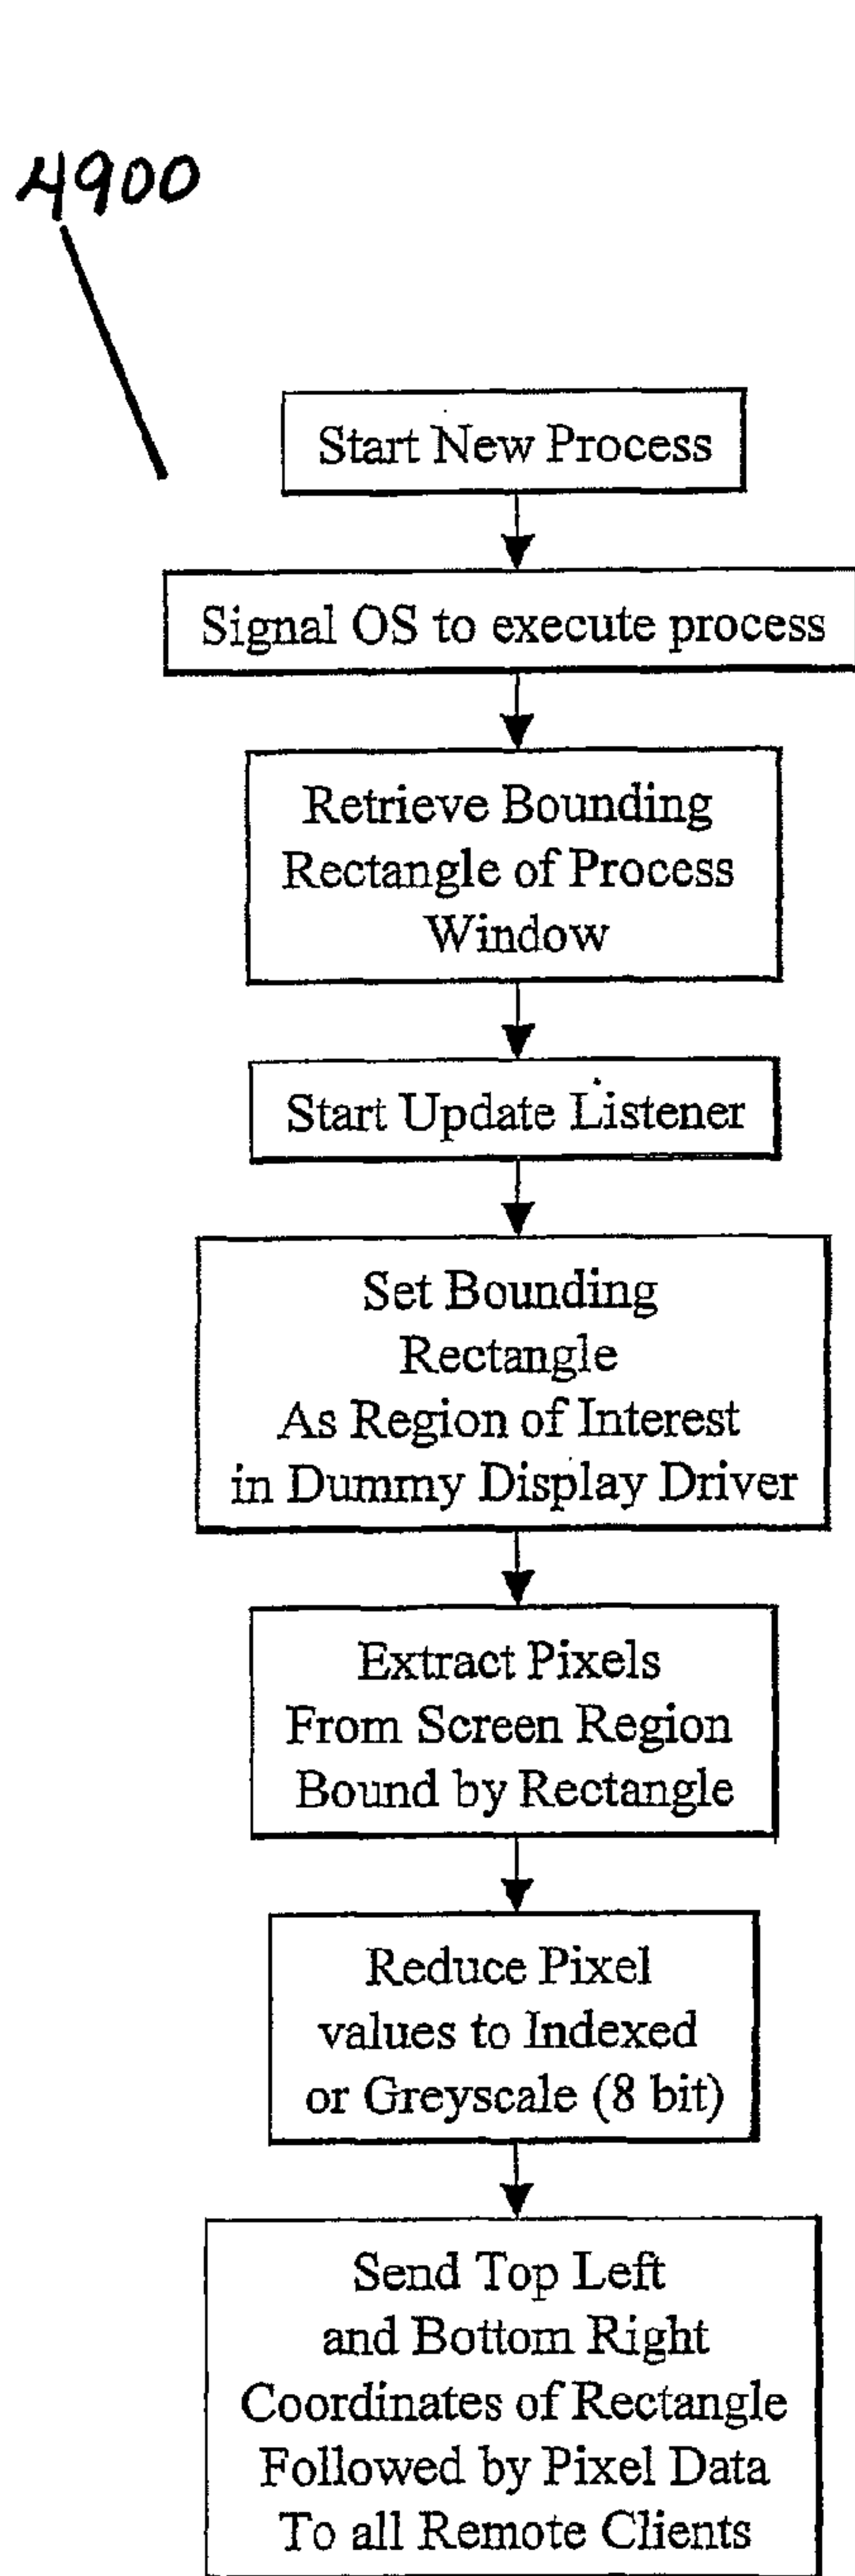 4900
Start New Process
Signal OS to execute process
Retrieve Bounding
Rectangle of Process
Window
Start Update Listener
Set Bounding
Rectangle
As Region of Interest
in Dummy Display Driver
Extract Pixels
From Screen Region
Bound by Rectangle
Reduce Pixel
values to Indexed
or Greyscale (8 bit)
Send Top Left
and Bottom Right
Coordinates of Rectangle
Followed by Pixel Data
To all Remote Clients